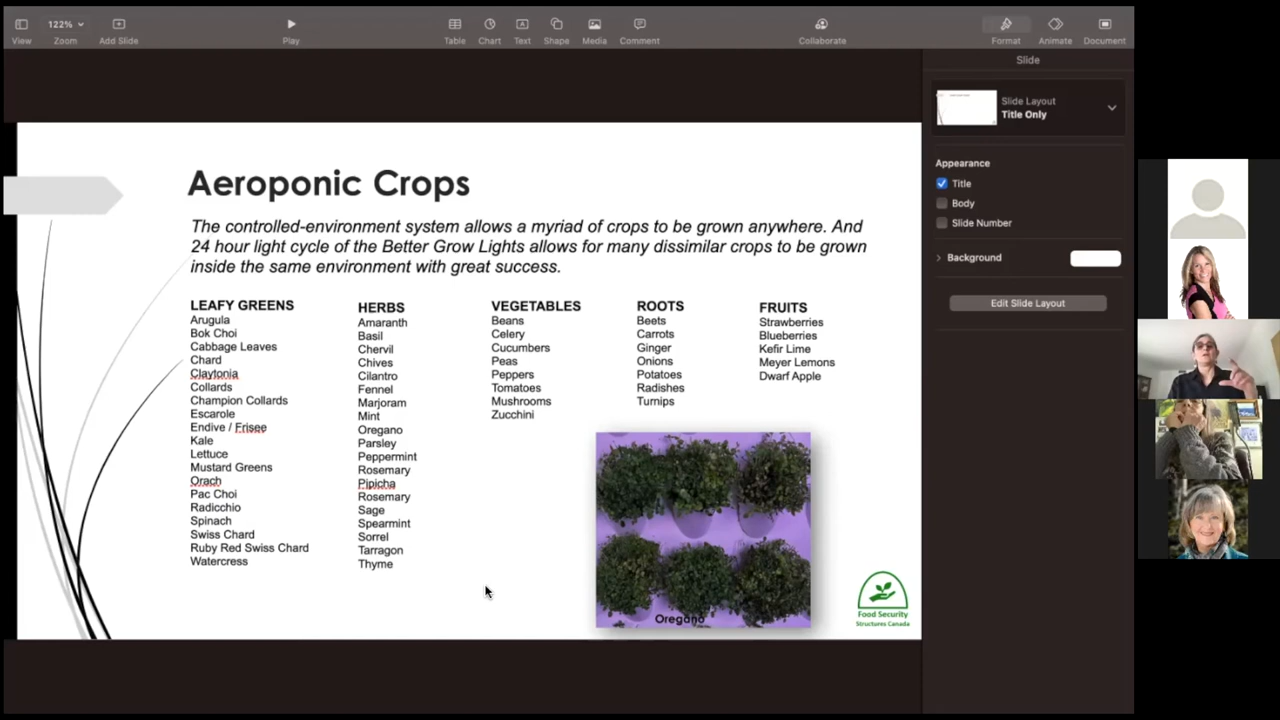 122%
View
Zoom
Add Slide
Play
Table
Chart
Text
Shape
Media
Comment
Collaborate
Format
Animate
Document
Slide
Slide Layout
Title Only
Appearance
Title
Body
Slide Number
Background
Edit Slide Layout
Aeroponic Crops
The controlled-environment system allows a myriad of crops to be grown anywhere. And
24 hour light cycle of the Better Grow Lights allows for many dissimilar crops to be grown
inside the same environment with great success.
LEAFY GREENS
Arugula
Bok Choi
Cabbage Leaves
Chard
Claytonia
Collards
Champion Collards
Escarole
Endive / Frisee
Kale
Lettuce
Mustard Greens
Orach
Pac Choi
Radicchio
Spinach
Swiss Chard
Ruby Red Swiss Chard
Watercress
HERBS
Amaranth
Basil
Chervil
Chives
Cilantro
Fennel
Marjoram
Mint
Oregano
Parsley
Peppermint
Rosemary
Pipicha
Rosemary
Sage
Spearmint
Sorrel
Tarragon
Thyme
VEGETABLES
Beans
Celery
Cucumbers
Peas
Peppers
Tomatoes
Mushrooms
Zucchini
ROOTS
Beets
Carrots
Ginger
Onions
Potatoes
Radishes
Turnips
FRUITS
Strawberries
Blueberries
Kefir Lime
Meyer Lemons
Dwarf Apple
Oregano
Food Security
Structures Canada